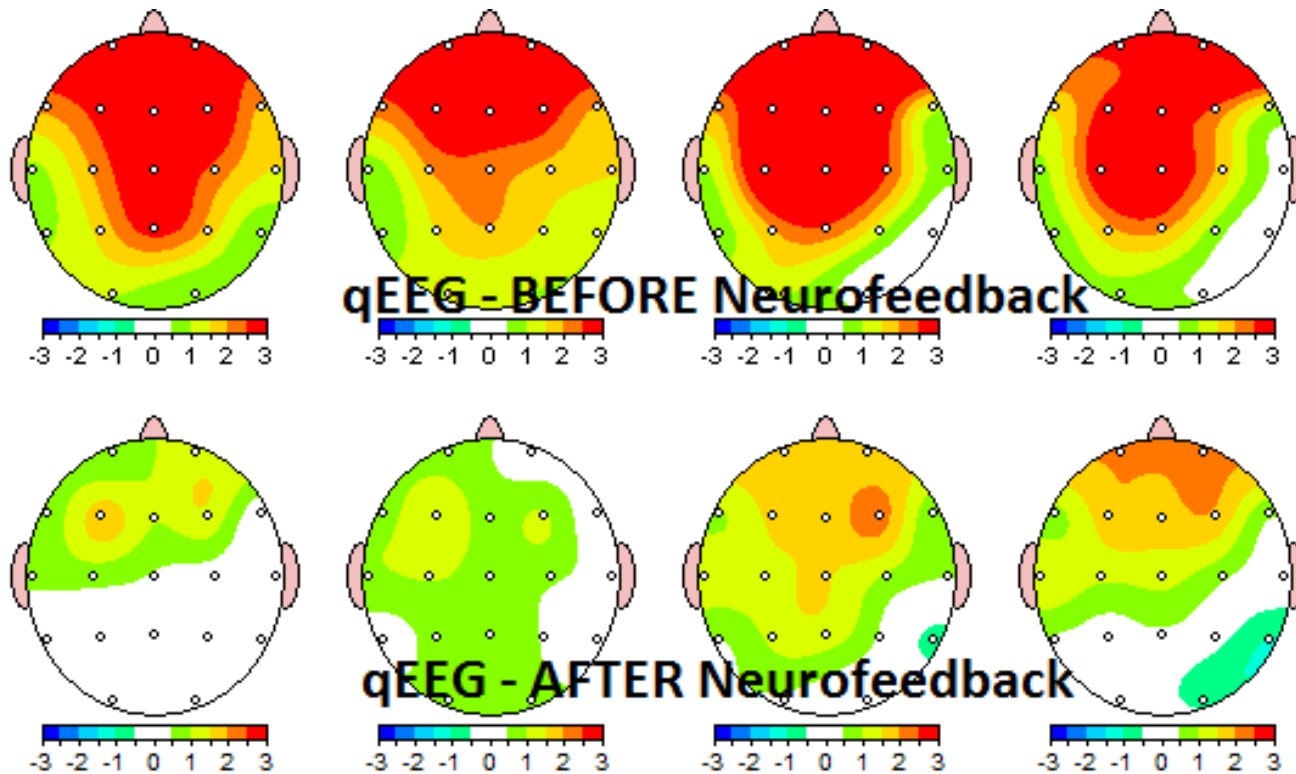 qEEG - BEFORE Neurofeedback
-3 -2 -1 0 1 2 3 -3 -2 -1 0 1 2 3 -3 -2 -1 0 1 2 3 -3 -2 -1 0 1 2 3
qEEG - AFTER Neurofeedback
-3 -2 -1 0 1 2 3 -3 -2 -1 0 1 2 3 -3 -2 -1 0 1 2 3 -3 -2 -1 0 1 2 3